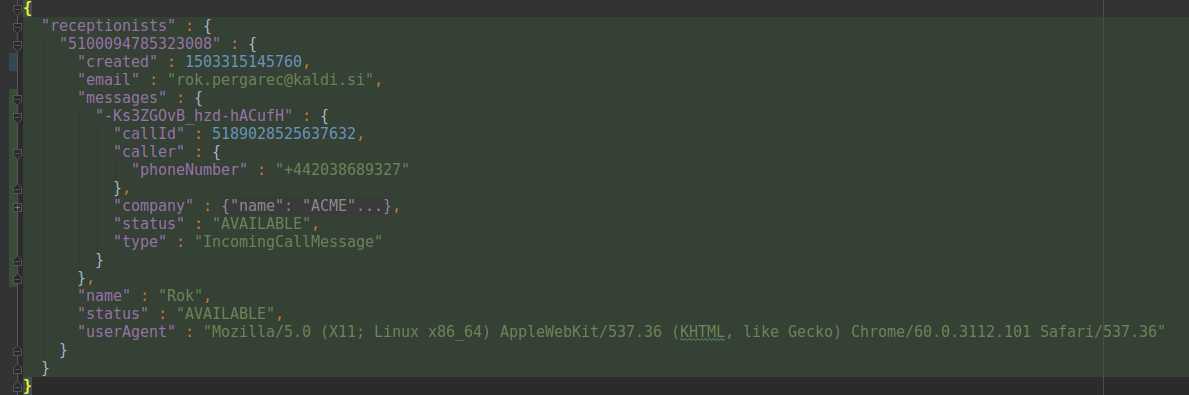 {
"receptionists" : {
"5100094785323008" : {
"created" : 1503315145760,
"email" : "rok.pergarec@kaldi.si",
"messages" : {
"-Ks3ZGOvB_hzd-hACufH" : {
"callId" : 5189028525637632,
"caller" : {
"phoneNumber" : "+442038689327"
},
"company" : {"name": "ACME"...},
"status" : "AVAILABLE",
"type" : "IncomingCallMessage"
}
},
"name" : "Rok",
"status" : "AVAILABLE",
"userAgent" : "Mozilla/5.0 (X11; Linux x86_64) AppleWebKit/537.36 (KHTML, like Gecko) Chrome/60.0.3112.101 Safari/537.36"
}
}
}